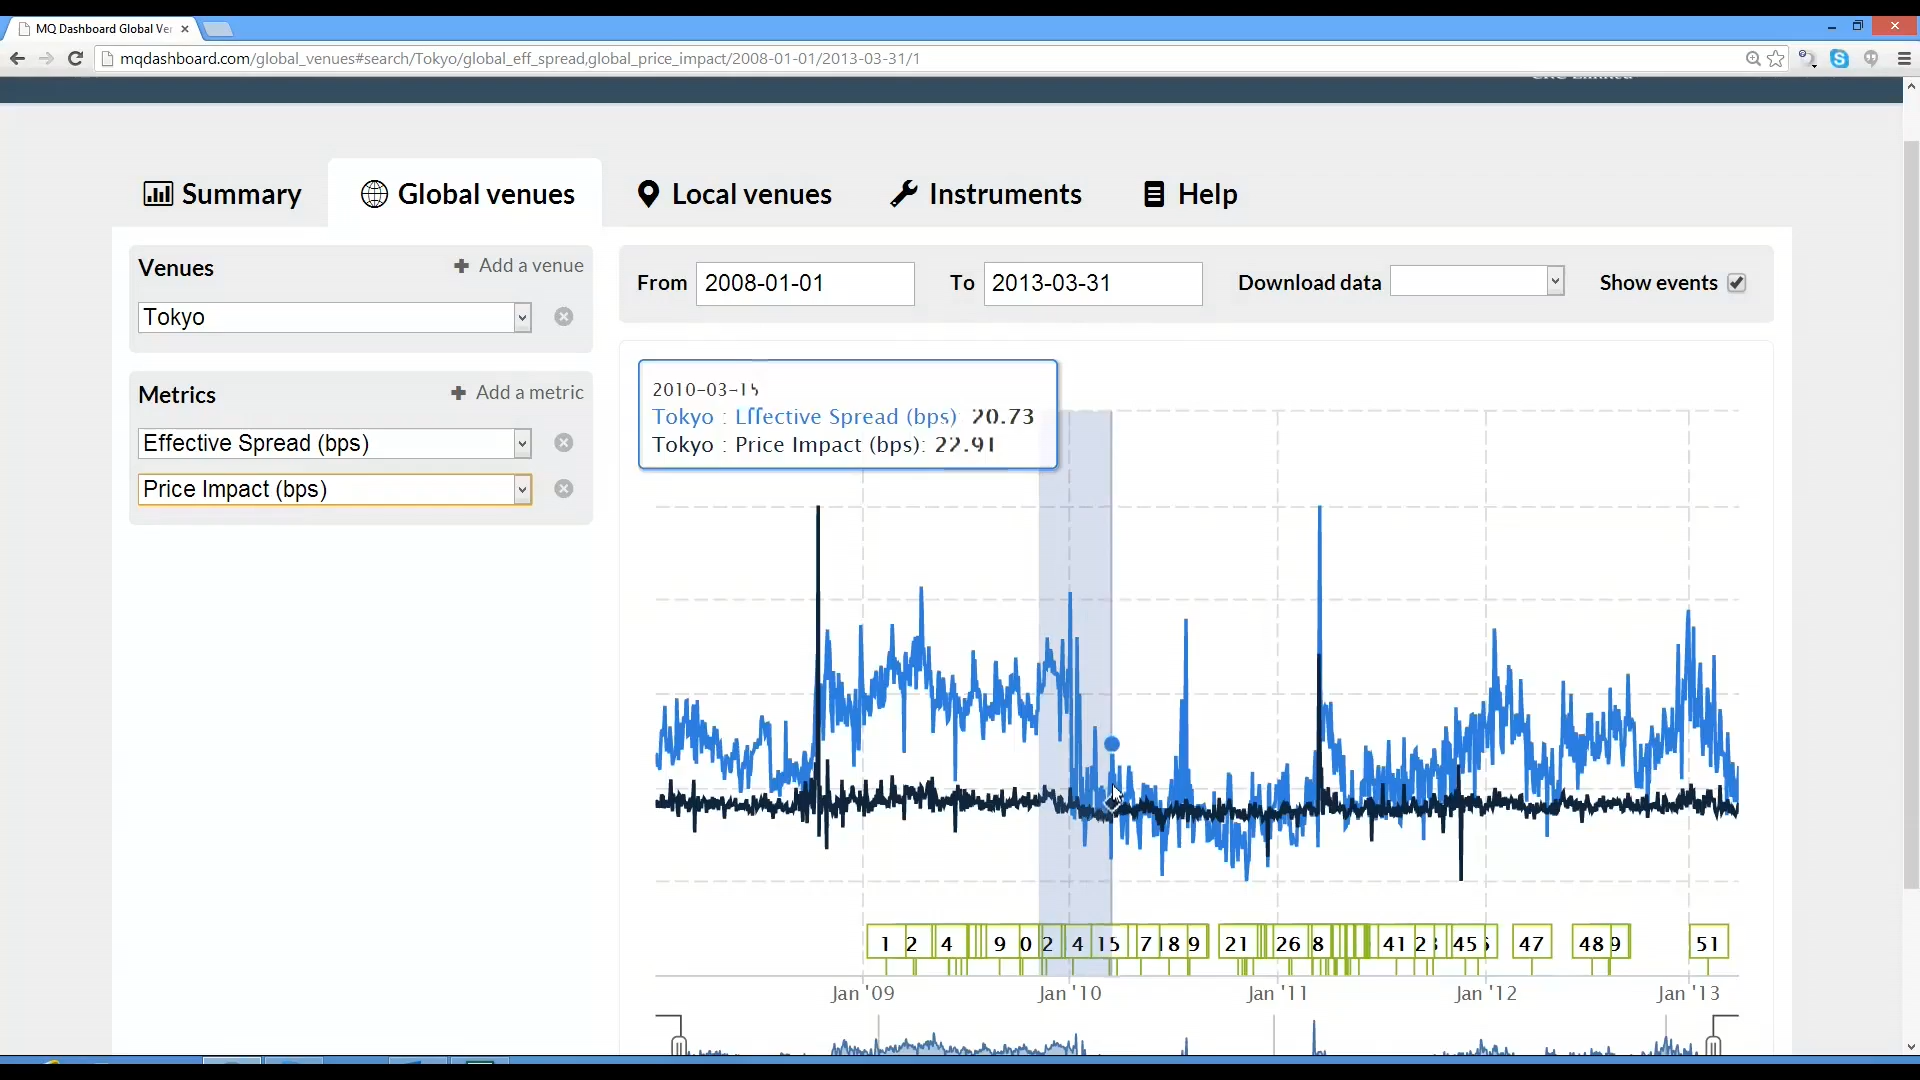 MQ Dashboard Global Ve
mqdashboard.com/global_venues#search/Tokyo/global_eff_spread,global_price_impact/2008-01-01/2013-03-31/1
Summary
Global venues
Local venues
Instruments
Help
Venues
Add a venue
Tokyo
Metrics
Add a metric
Effective Spread (bps)
Price Impact (bps)
From 2008-01-01 To 2013-03-31 Download data Show events
2010-03-15
Tokyo : Effective Spread (bps) 20.73
Tokyo : Price Impact (bps): 22.91
1 2 4 9 0 2 4 15 7 18 9 21 26 8 41 2 45 47 48 9 51
Jan '09 Jan '10 Jan '11 Jan '12 Jan '13